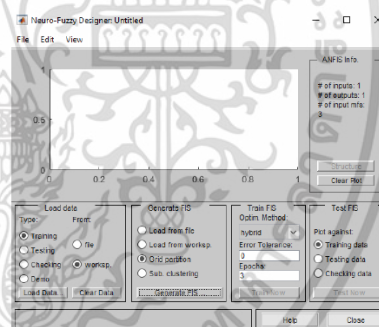 Neuro-Fuzzy Designer: Untitled
File Edit View
ANFIS Info.
# of inputs: 1
# of outputs: 1
# of input mfs:
3
Structure
Clear Plot
1
0.5
0
0 0.2 0.4 0.6 0.8 1
Load data
Type: From:
Training
Testing
Checking
Demo
file
worksp.
Load Data... Clear Data
Generate FIS
Load from file
Load from worksp.
Grid partition
Sub. clustering
Generate FIS ...
Train FIS
Optim. Method:
hybrid
Error Tolerance:
0
Epochs:
3
Train Now
Test FIS
Plot against:
Training data
Testing data
Checking data
Test Now
Help Close